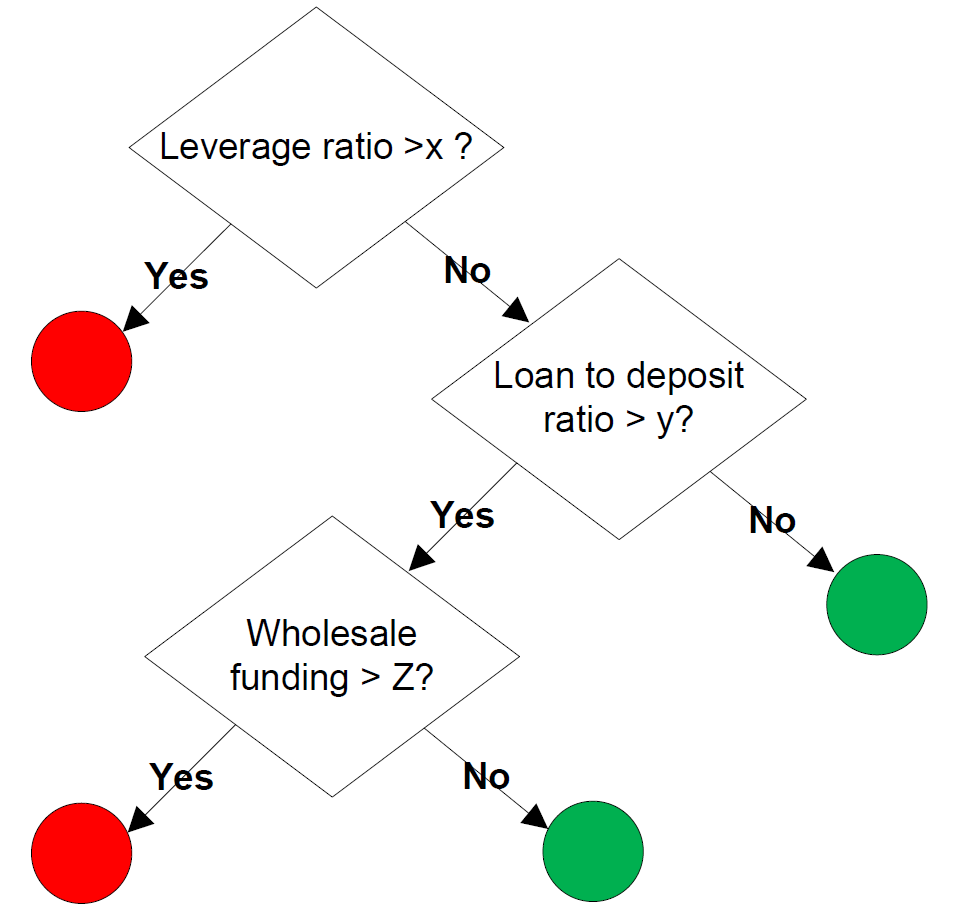 Leverage ratio >x ?
Yes
No
Loan to deposit
ratio > y?
Yes
No
Wholesale
funding > Z?
Yes
No